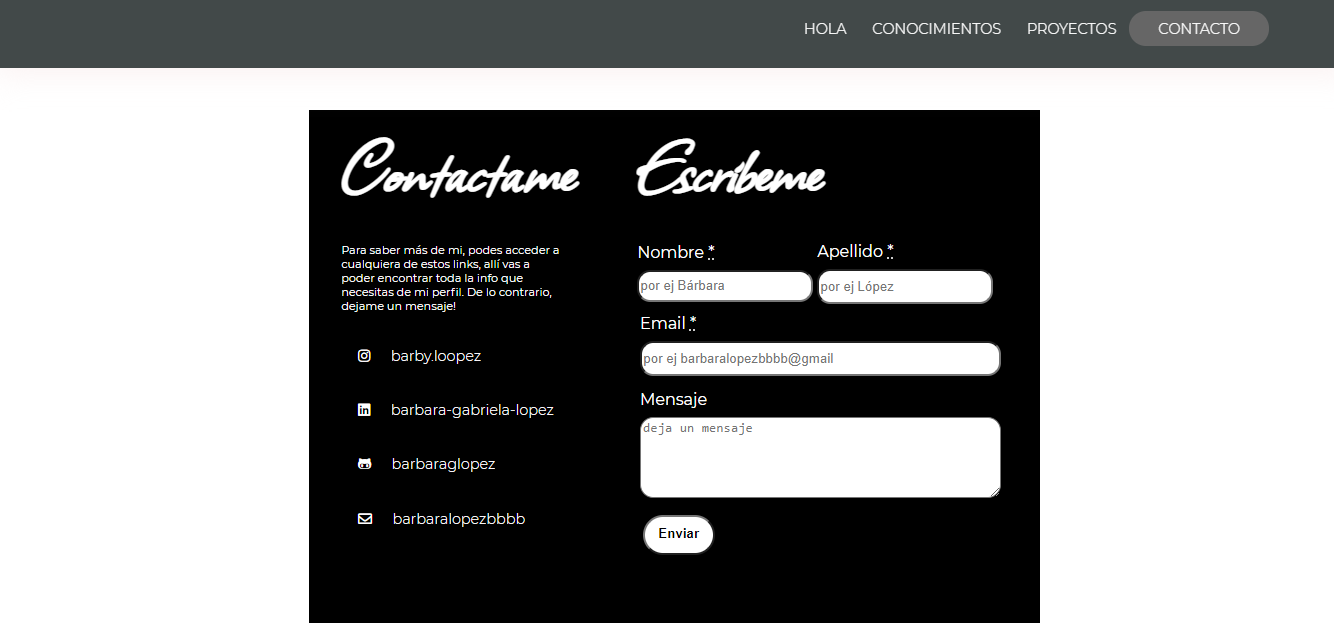 HOLA CONOCIMIENTOS PROYECTOS CONTACTO
Contactame
Para saber más de mi, podes acceder a
cualquiera de estos links, allí vas a
poder encontrar toda la info que
necesitas de mi perfil. De lo contrario,
dejame un mensaje!
barby.loopez
barbara-gabriela-lopez
barbaraglopez
barbaralopezbbbb
Escríbeme
Nombre * Apellido *
por ej Bárbara por ej López
Email *
por ej barbaralopezbbbb@gmail
Mensaje
deja un mensaje
Enviar